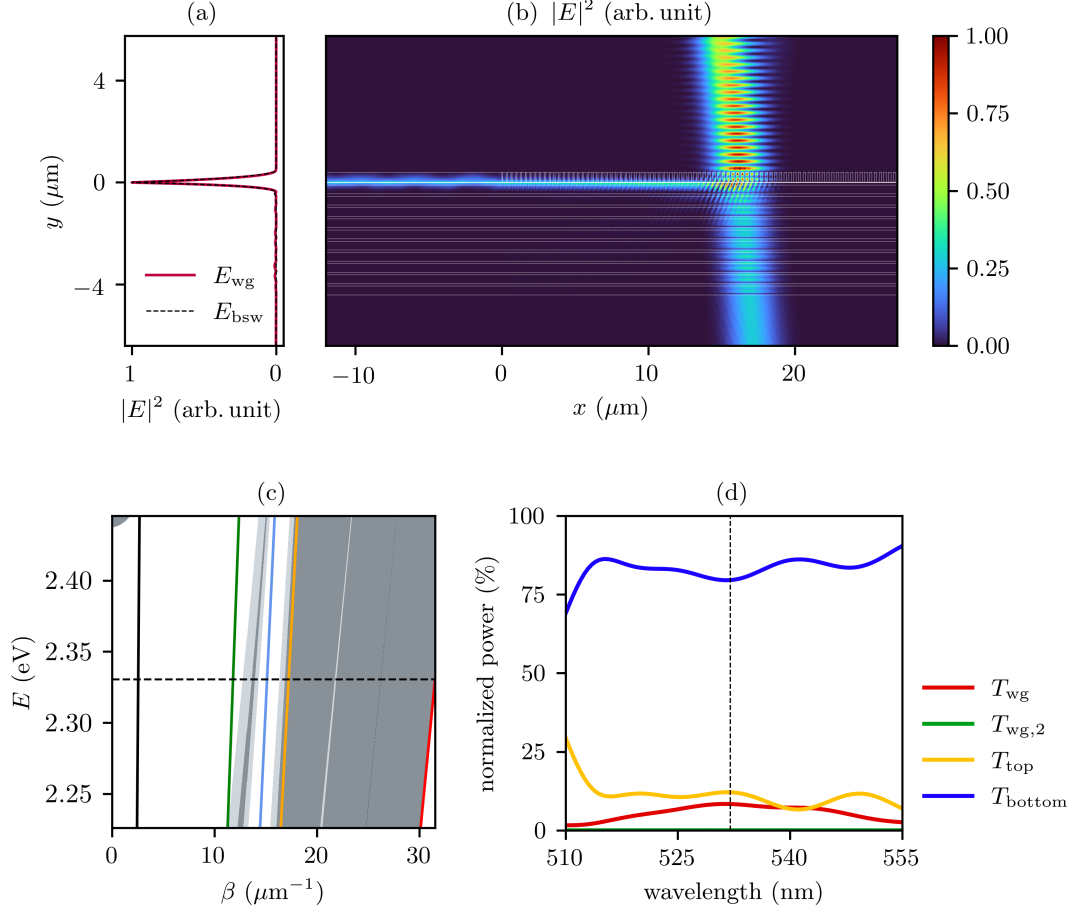 (a)
(b) |E|² (arb. unit)
4
0
−4
y (μm)
E_wg
E_bsw
1
0
|E|² (arb. unit)
−10
0
10
20
x (μm)
1.00
0.75
0.50
0.25
0.00
(c)
2.40
2.35
2.30
2.25
E (eV)
0
10
20
30
β (μm⁻¹)
(d)
100
75
50
25
0
normalized power (%)
510
525
540
555
wavelength (nm)
T_wg
T_wg,2
T_top
T_bottom